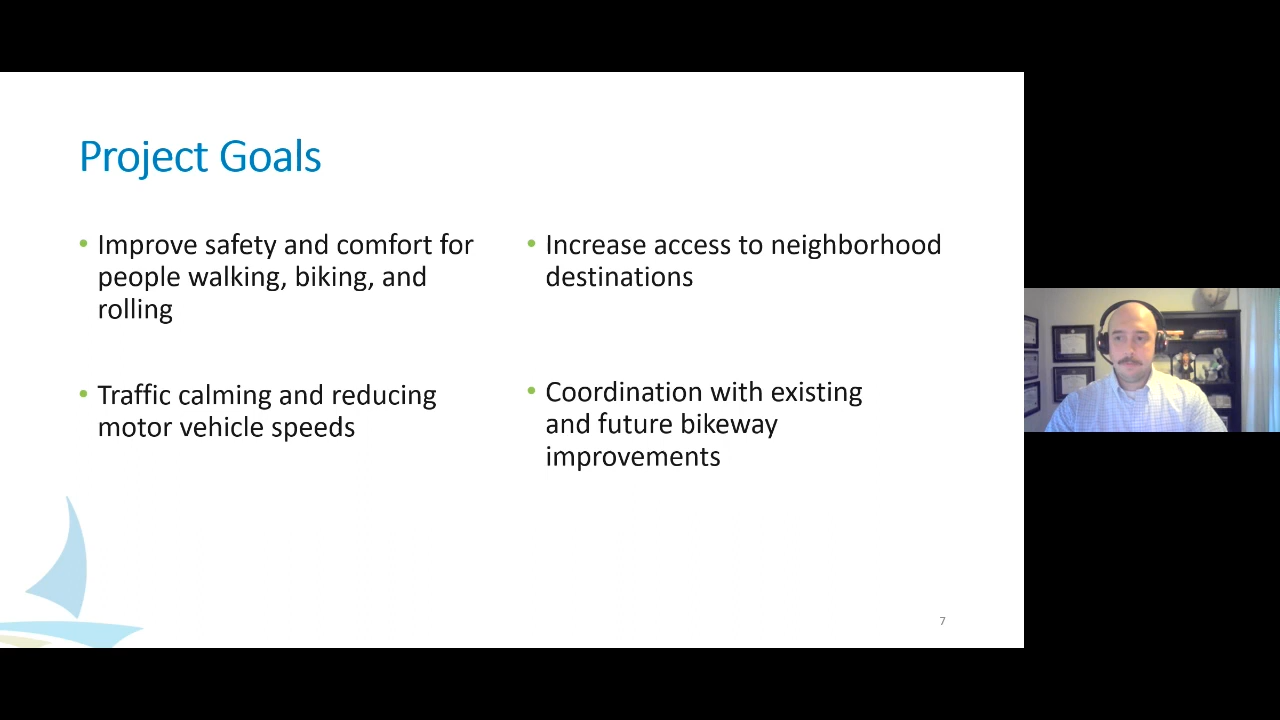 Project Goals
• Improve safety and comfort for
people walking, biking, and
rolling
• Traffic calming and reducing
motor vehicle speeds
• Increase access to neighborhood
destinations
• Coordination with existing
and future bikeway
improvements
7